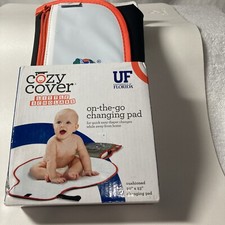 cozy
cover
UF
FLORIDA
on-the-go
changing pad
for quick easy diaper changes
while away from home
cushioned
changing pad